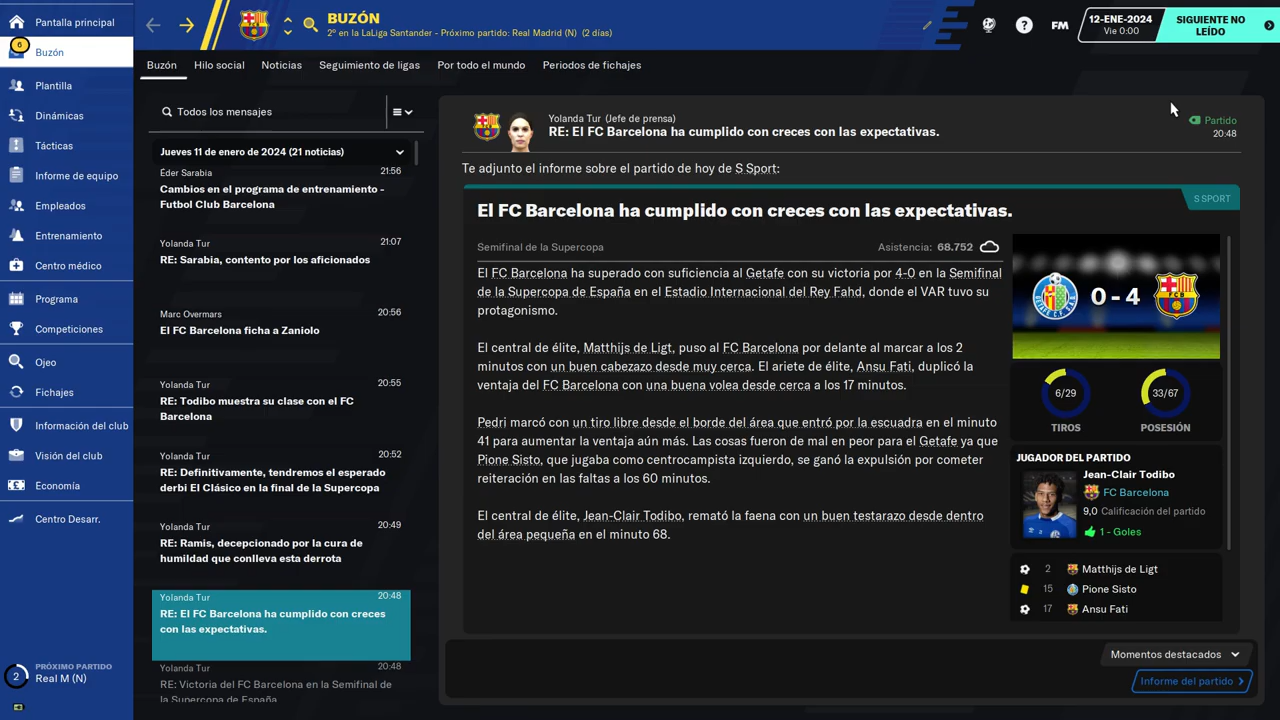 Pantalla principal
6
Buzón
Plantilla
Dinámicas
Tácticas
Informe de equipo
Empleados
Entrenamiento
Centro médico
Programa
Competiciones
Ojeo
Fichajes
Información del club
Visión del club
Economía
Centro Desarr.
2
PRÓXIMO PARTIDO
Real M (N)
BUZÓN
2º en la LaLiga Santander - Próximo partido: Real Madrid (N) (2 días)
?
FM
12-ENE-2024
Vie 0:00
SIGUIENTE NO LEÍDO
Buzón
Hilo social
Noticias
Seguimiento de ligas
Por todo el mundo
Periodos de fichajes
Todos los mensajes
Jueves 11 de enero de 2024 (21 noticias)
Éder Sarabia 21:56
Cambios en el programa de entrenamiento -
Futbol Club Barcelona
Yolanda Tur 21:07
RE: Sarabia, contento por los aficionados
Marc Overmars 20:56
El FC Barcelona ficha a Zaniolo
Yolanda Tur 20:55
RE: Todibo muestra su clase con el FC
Barcelona
Yolanda Tur 20:52
RE: Definitivamente, tendremos el esperado
derbi El Clásico en la final de la Supercopa
Yolanda Tur 20:49
RE: Ramis, decepcionado por la cura de
humildad que conlleva esta derrota
Yolanda Tur 20:48
RE: El FC Barcelona ha cumplido con creces
con las expectativas.
Yolanda Tur 20:48
RE: Victoria del FC Barcelona en la Semifinal de
la Supercopa de España
Yolanda Tur (Jefe de prensa)
RE: El FC Barcelona ha cumplido con creces con las expectativas.
Partido
20:48
Te adjunto el informe sobre el partido de hoy de S Sport:
S SPORT
El FC Barcelona ha cumplido con creces con las expectativas.
Semifinal de la Supercopa
Asistencia: 68.752
El FC Barcelona ha superado con suficiencia al Getafe con su victoria por 4-0 en la Semifinal
de la Supercopa de España en el Estadio Internacional del Rey Fahd, donde el VAR tuvo su
protagonismo.
El central de élite, Matthijs de Ligt, puso al FC Barcelona por delante al marcar a los 2
minutos con un buen cabezazo desde muy cerca. El ariete de élite, Ansu Fati, duplicó la
ventaja del FC Barcelona con una buena volea desde cerca a los 17 minutos.
Pedri marcó con un tiro libre desde el borde del área que entró por la escuadra en el minuto
41 para aumentar la ventaja aún más. Las cosas fueron de mal en peor para el Getafe ya que
Pione Sisto, que jugaba como centrocampista izquierdo, se ganó la expulsión por cometer
reiteración en las faltas a los 60 minutos.
El central de élite, Jean-Clair Todibo, remató la faena con un buen testarazo desde dentro
del área pequeña en el minuto 68.
0 - 4
6/29
TIROS
33/67
POSESIÓN
JUGADOR DEL PARTIDO
Jean-Clair Todibo
FC Barcelona
9,0 Calificación del partido
1 - Goles
2 Matthijs de Ligt
15 Pione Sisto
17 Ansu Fati
Momentos destacados
Informe del partido